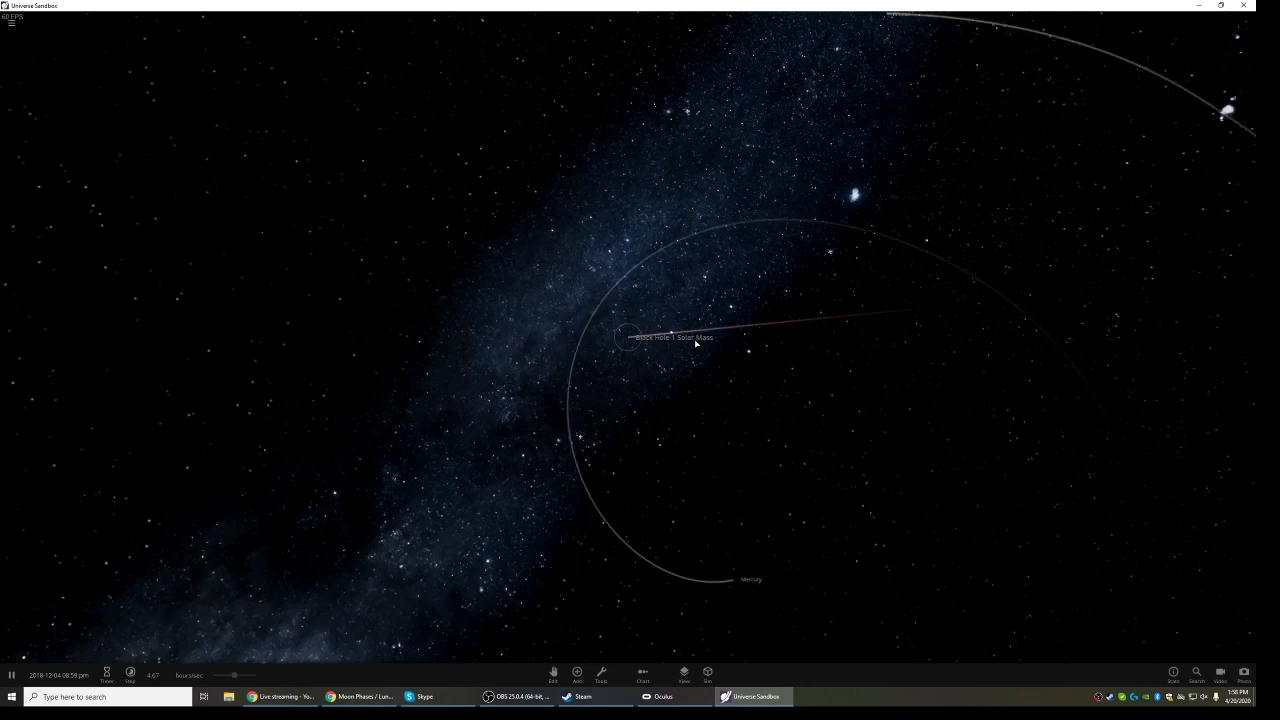 Universe Sandbox
60 FPS
Black Hole 1 Solar Mass
Mercury
2018-12-04 08:59 pm
Timer
Step
4.67
hours/sec
Edit
Add
Tools
Chart
View
Sim
Stats
Search
Video
Photo
Type here to search
Live streaming - Yo...
Moon Phases / Lun...
Skype
OBS 25.0.4 (64-bit, ...
Steam
Oculus
Universe Sandbox
1:58 PM
4/20/2020